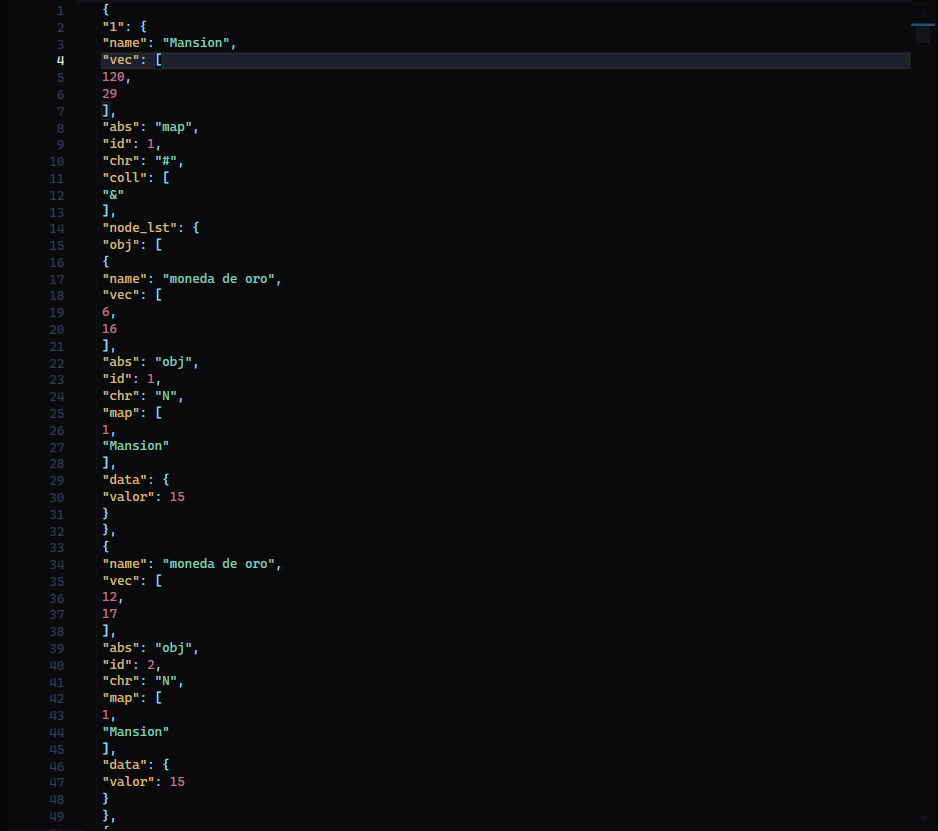 1 {
2 "1": {
3 "name": "Mansion",
4 "vec": [
5 120,
6 29
7 ],
8 "abs": "map",
9 "id": 1,
10 "chr": "#",
11 "coll": [
12 "&"
13 ],
14 "node_lst": {
15 "obj": [
16 {
17 "name": "moneda de oro",
18 "vec": [
19 6,
20 16
21 ],
22 "abs": "obj",
23 "id": 1,
24 "chr": "N",
25 "map": [
26 1,
27 "Mansion"
28 ],
29 "data": {
30 "valor": 15
31 }
32 },
33 {
34 "name": "moneda de oro",
35 "vec": [
36 12,
37 17
38 ],
39 "abs": "obj",
40 "id": 2,
41 "chr": "N",
42 "map": [
43 1,
44 "Mansion"
45 ],
46 "data": {
47 "valor": 15
48 }
49 },